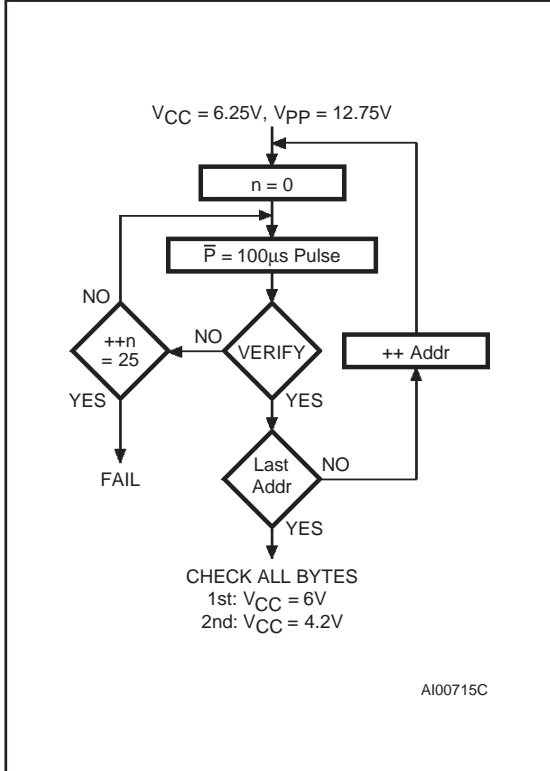 VCC = 6.25V, VPP = 12.75V
n = 0
P̅ = 100µs Pulse
NO
++n
= 25
NO
VERIFY
++ Addr
YES
YES
FAIL
Last
Addr
NO
YES
CHECK ALL BYTES
1st: VCC = 6V
2nd: VCC = 4.2V
AI00715C